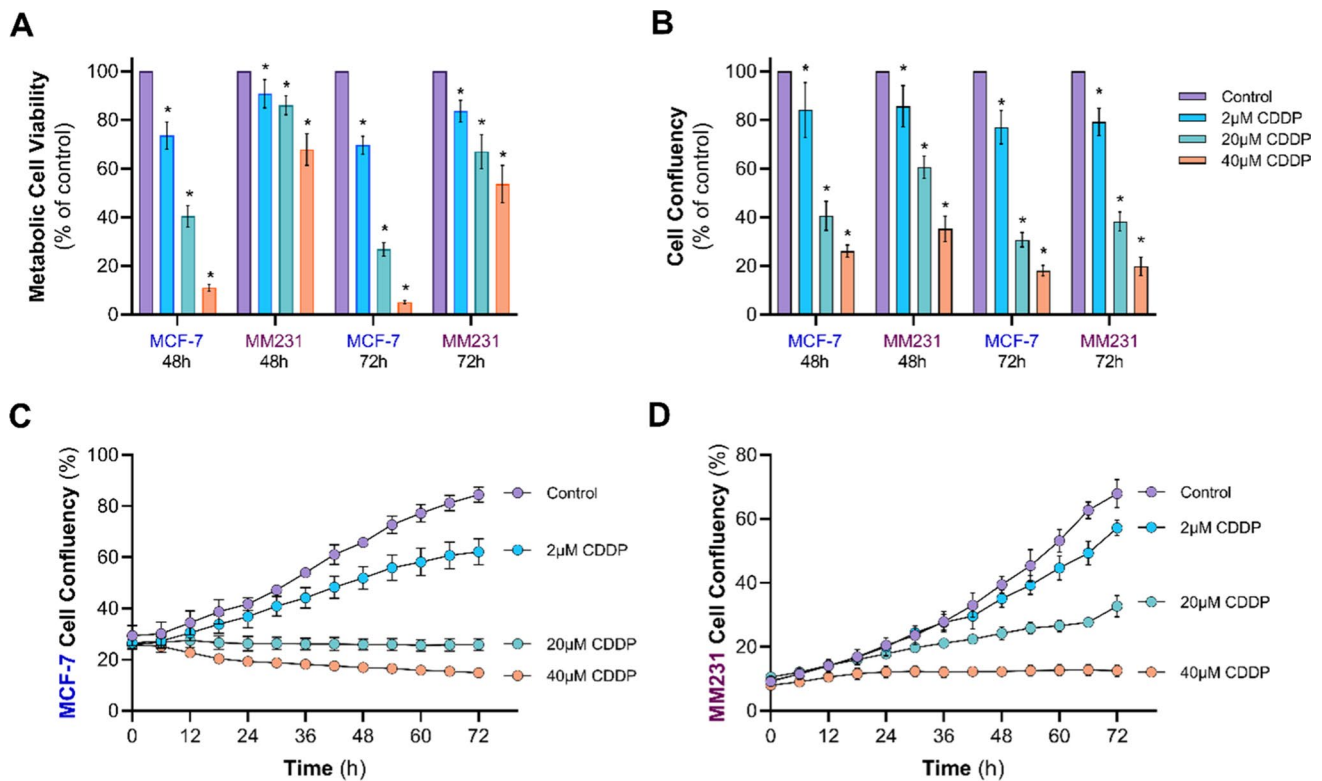 A
Metabolic Cell Viability
(% of control)
100
80
60
40
20
0
* * * * * * * * * * * *
MCF-7 MM231 MCF-7 MM231
48h 48h 72h 72h
B
Cell Confluency
(% of control)
100
80
60
40
20
0
* * * * * * * * * * * *
MCF-7 MM231 MCF-7 MM231
48h 48h 72h 72h
Control
2µM CDDP
20µM CDDP
40µM CDDP
C
MCF-7 Cell Confluency (%)
100
80
60
40
20
0
0 12 24 36 48 60 72
Time (h)
Control
2µM CDDP
20µM CDDP
40µM CDDP
D
MM231 Cell Confluency (%)
80
60
40
20
0
0 12 24 36 48 60 72
Time (h)
Control
2µM CDDP
20µM CDDP
40µM CDDP